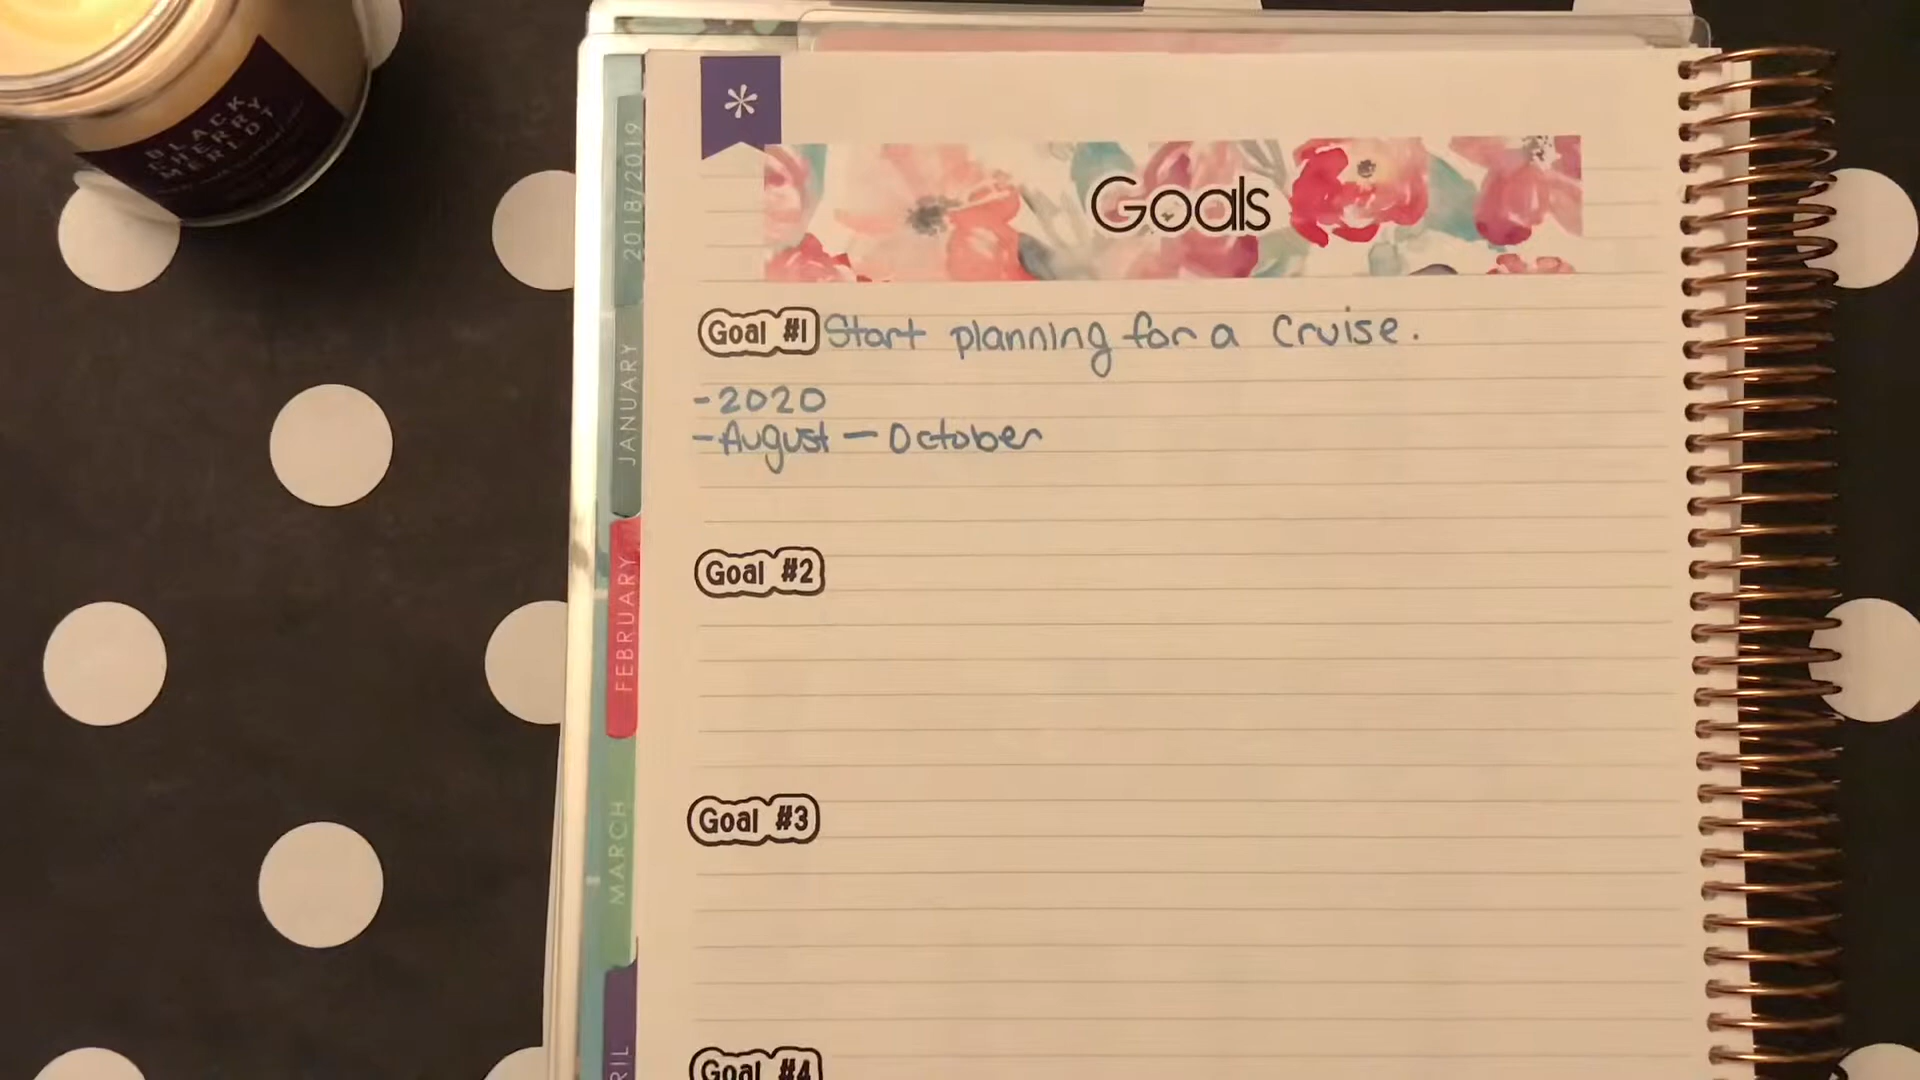 BLACK
CHERRY
MERLOT
*
Goals
Goal #1 Start planning for a Cruise.
-2020
-August - October
Goal #2
Goal #3
Goal #4
2018/2019
JANUARY
FEBRUARY
MARCH
RIL